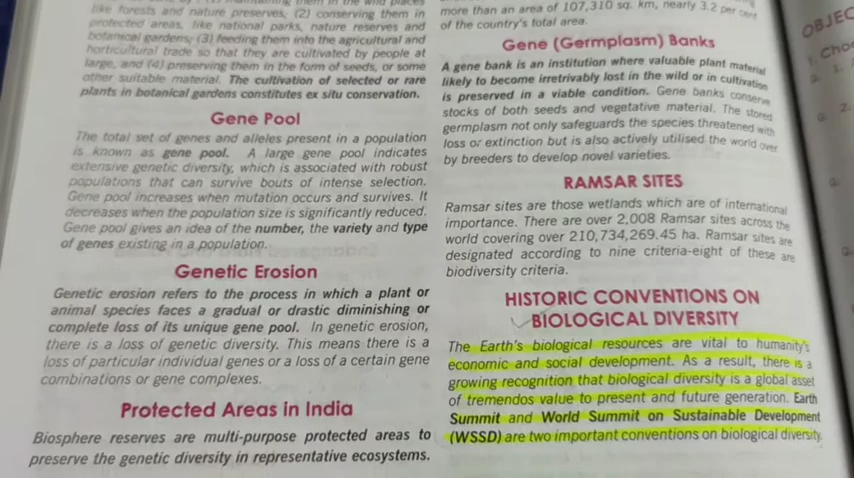 like forests and nature preserves, (2) conserving them in
protected areas, like national parks, nature reserves and
botanical gardens; (3) feeding them into the agricultural and
horticultural trade so that they are cultivated by people at
large, and (4) preserving them in the form of seeds, or some
other suitable material. The cultivation of selected or rare
plants in botanical gardens constitutes ex situ conservation.
Gene Pool
The total set of genes and alleles present in a population
is known as gene pool. A large gene pool indicates
extensive genetic diversity, which is associated with robust
populations that can survive bouts of intense selection.
Gene pool increases when mutation occurs and survives. It
decreases when the population size is significantly reduced.
Gene pool gives an idea of the number, the variety and type
of genes existing in a population.
Genetic Erosion
Genetic erosion refers to the process in which a plant or
animal species faces a gradual or drastic diminishing or
complete loss of its unique gene pool. In genetic erosion,
there is a loss of genetic diversity. This means there is a
loss of particular individual genes or a loss of a certain gene
combinations or gene complexes.
Protected Areas in India
Biosphere reserves are multi-purpose protected areas to
preserve the genetic diversity in representative ecosystems.
more than an area of 107,310 sq. km, nearly 3.2 per cent
of the country's total area.
Gene (Germplasm) Banks
A gene bank is an institution where valuable plant material
likely to become irretrivably lost in the wild or in cultivation
is preserved in a viable condition. Gene banks conserve
stocks of both seeds and vegetative material. The stored
germplasm not only safeguards the species threatened with
loss or extinction but is also actively utilised the world over
by breeders to develop novel varieties.
RAMSAR SITES
Ramsar sites are those wetlands which are of international
importance. There are over 2,008 Ramsar sites across the
world covering over 210,734,269.45 ha. Ramsar sites are
designated according to nine criteria-eight of these are
biodiversity criteria.
HISTORIC CONVENTIONS ON
BIOLOGICAL DIVERSITY
The Earth's biological resources are vital to humanity's
economic and social development. As a result, there is a
growing recognition that biological diversity is a global asset
of tremendos value to present and future generation. Earth
Summit and World Summit on Sustainable Development
(WSSD) are two important conventions on biological diversity.
OBJEC
1. Choo